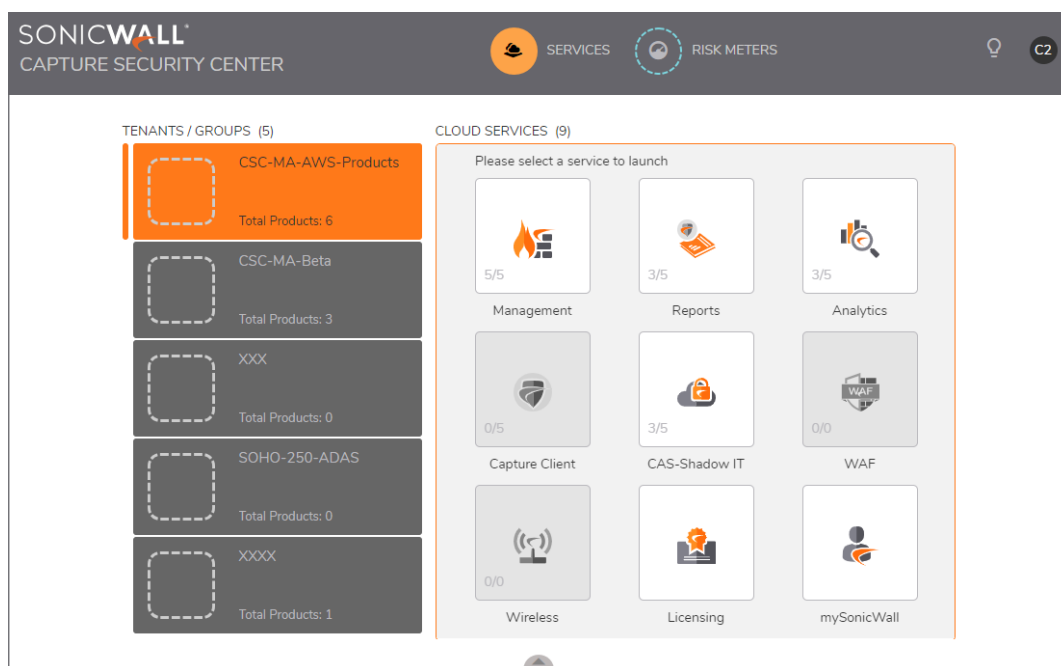 SONICWALL
CAPTURE SECURITY CENTER
SERVICES
RISK METERS
C2
TENANTS / GROUPS (5)
CSC-MA-AWS-Products
Total Products: 6
CSC-MA-Beta
Total Products: 3
XXX
Total Products: 0
SOHO-250-ADAS
Total Products: 0
XXXX
Total Products: 1
CLOUD SERVICES (9)
Please select a service to launch
5/5
3/5
3/5
Management
Reports
Analytics
WAF
0/5
3/5
0/0
Capture Client
CAS-Shadow IT
WAF
0/0
Wireless
Licensing
mySonicWall